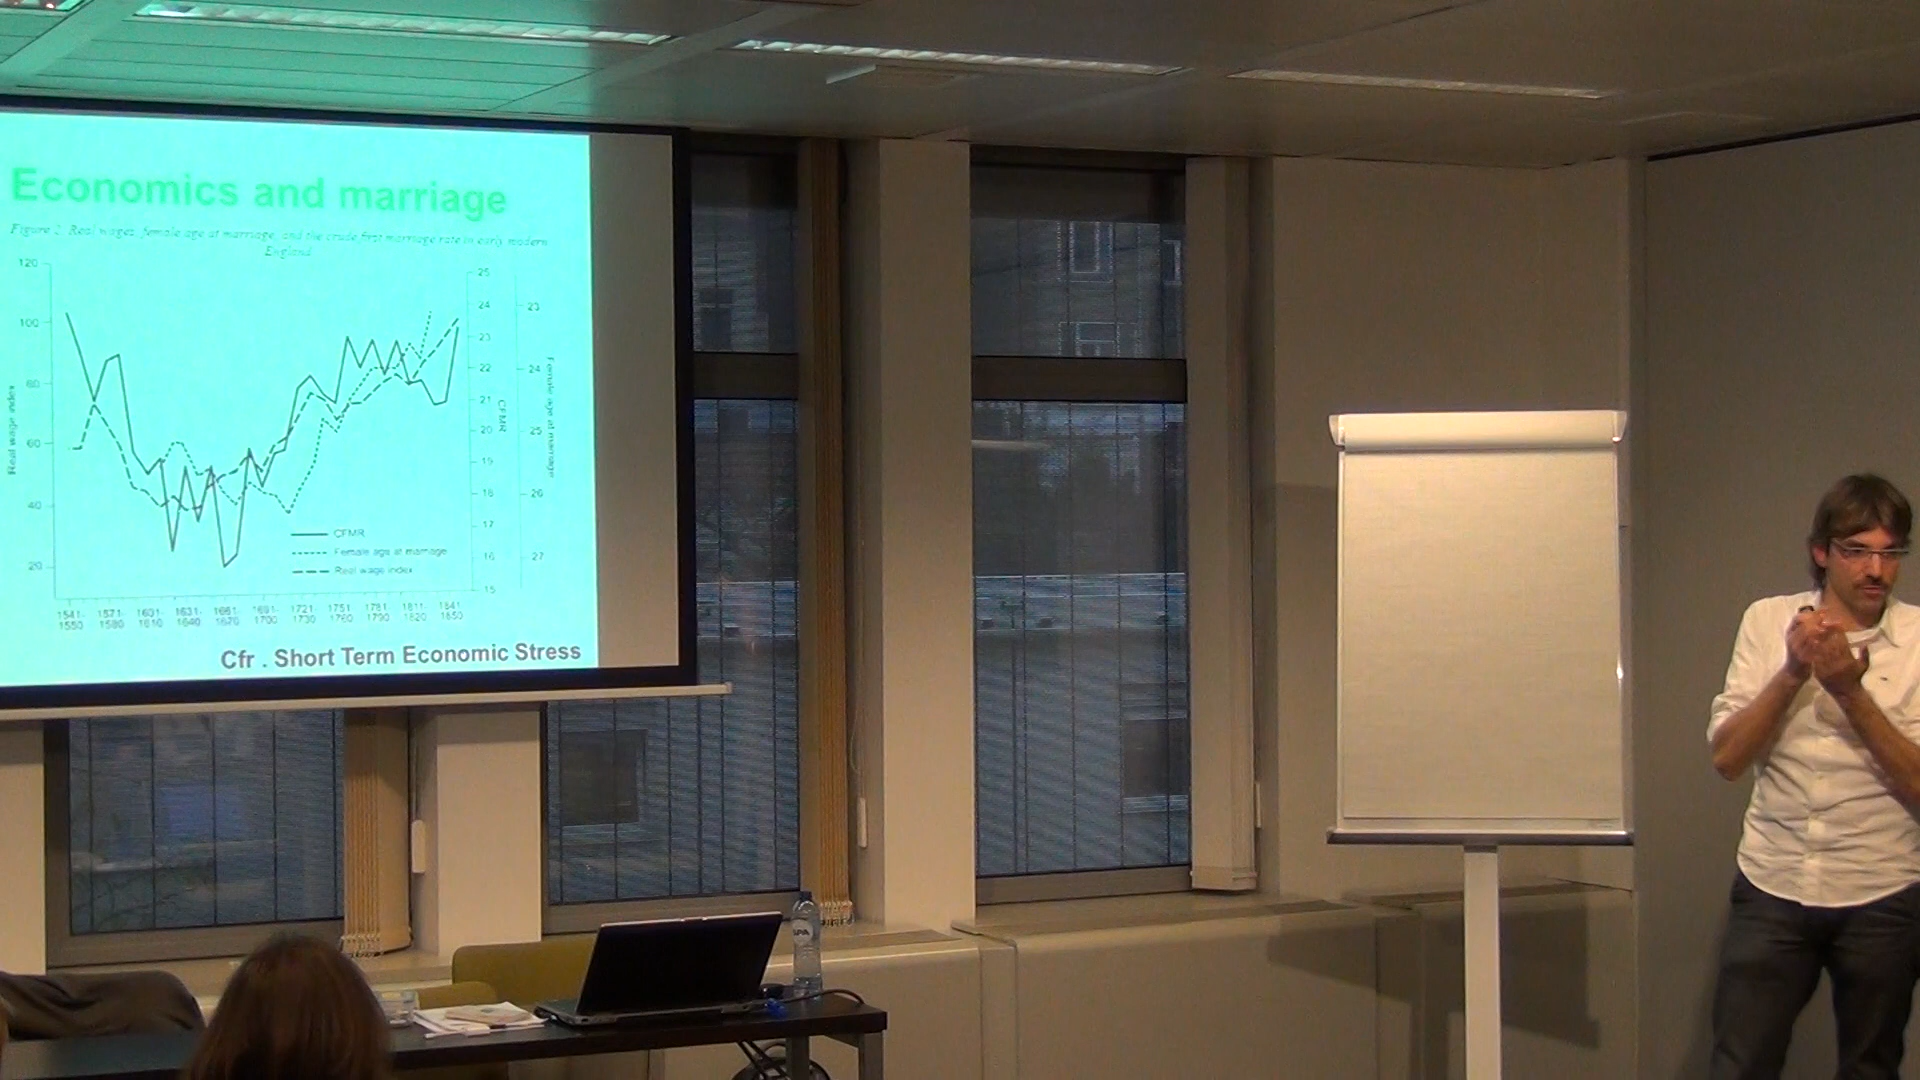 Economics and marriage
Figure 2. Real wages, female age at marriage, and the crude first marriage rate in early modern
England
120
100
80
60
40
20
Real wage index
25
24
23
22
21
20
19
18
17
16
15
CFMR
23
24
25
26
27
Female age at marriage
CFMR
Female age at marriage
Real wage index
1541- 1571- 1601- 1631- 1661- 1691- 1721- 1751- 1781- 1811- 1841-
1550 1580 1610 1640 1670 1700 1730 1760 1790 1820 1850
Cfr . Short Term Economic Stress
SPA